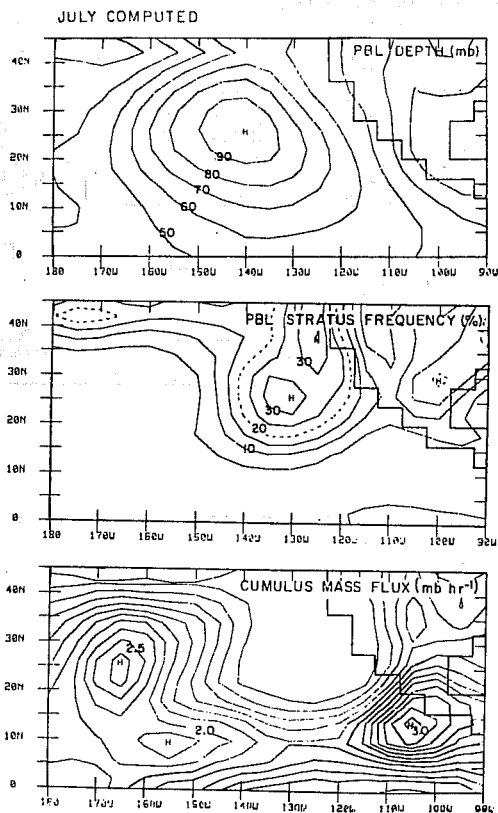 JULY COMPUTED
PBL DEPTH (mb)
40N
30N
H
20N
90
80
70
10N
60
50
0
180 170W 160W 150W 140W 130W 120W 110W 100W 90W
PBL STRATUS FREQUENCY (%)
40N
30
30N
H
H
30
20N
20
10
10N
0
180 170W 160W 150W 140W 130W 120W 110W 100W 90W
CUMULUS MASS FLUX (mb hr⁻¹)
40N
30N
2.5
H
20N
2.0
H
3.0
10N
H
0
180 170W 160W 150W 140W 130W 120W 110W 100W 90W